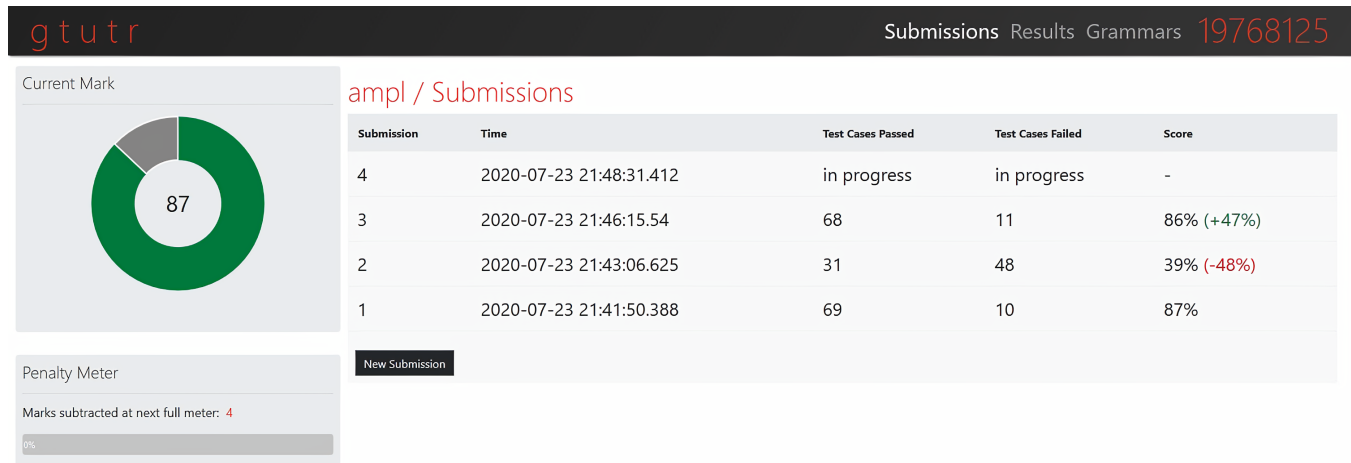 gtutr
Submissions Results Grammars 19768125
Current Mark
87
Penalty Meter
Marks subtracted at next full meter: 4
0%
ampl / Submissions
Submission Time Test Cases Passed Test Cases Failed Score
4 2020-07-23 21:48:31.412 in progress in progress -
3 2020-07-23 21:46:15.54 68 11 86% (+47%)
2 2020-07-23 21:43:06.625 31 48 39% (-48%)
1 2020-07-23 21:41:50.388 69 10 87%
New Submission